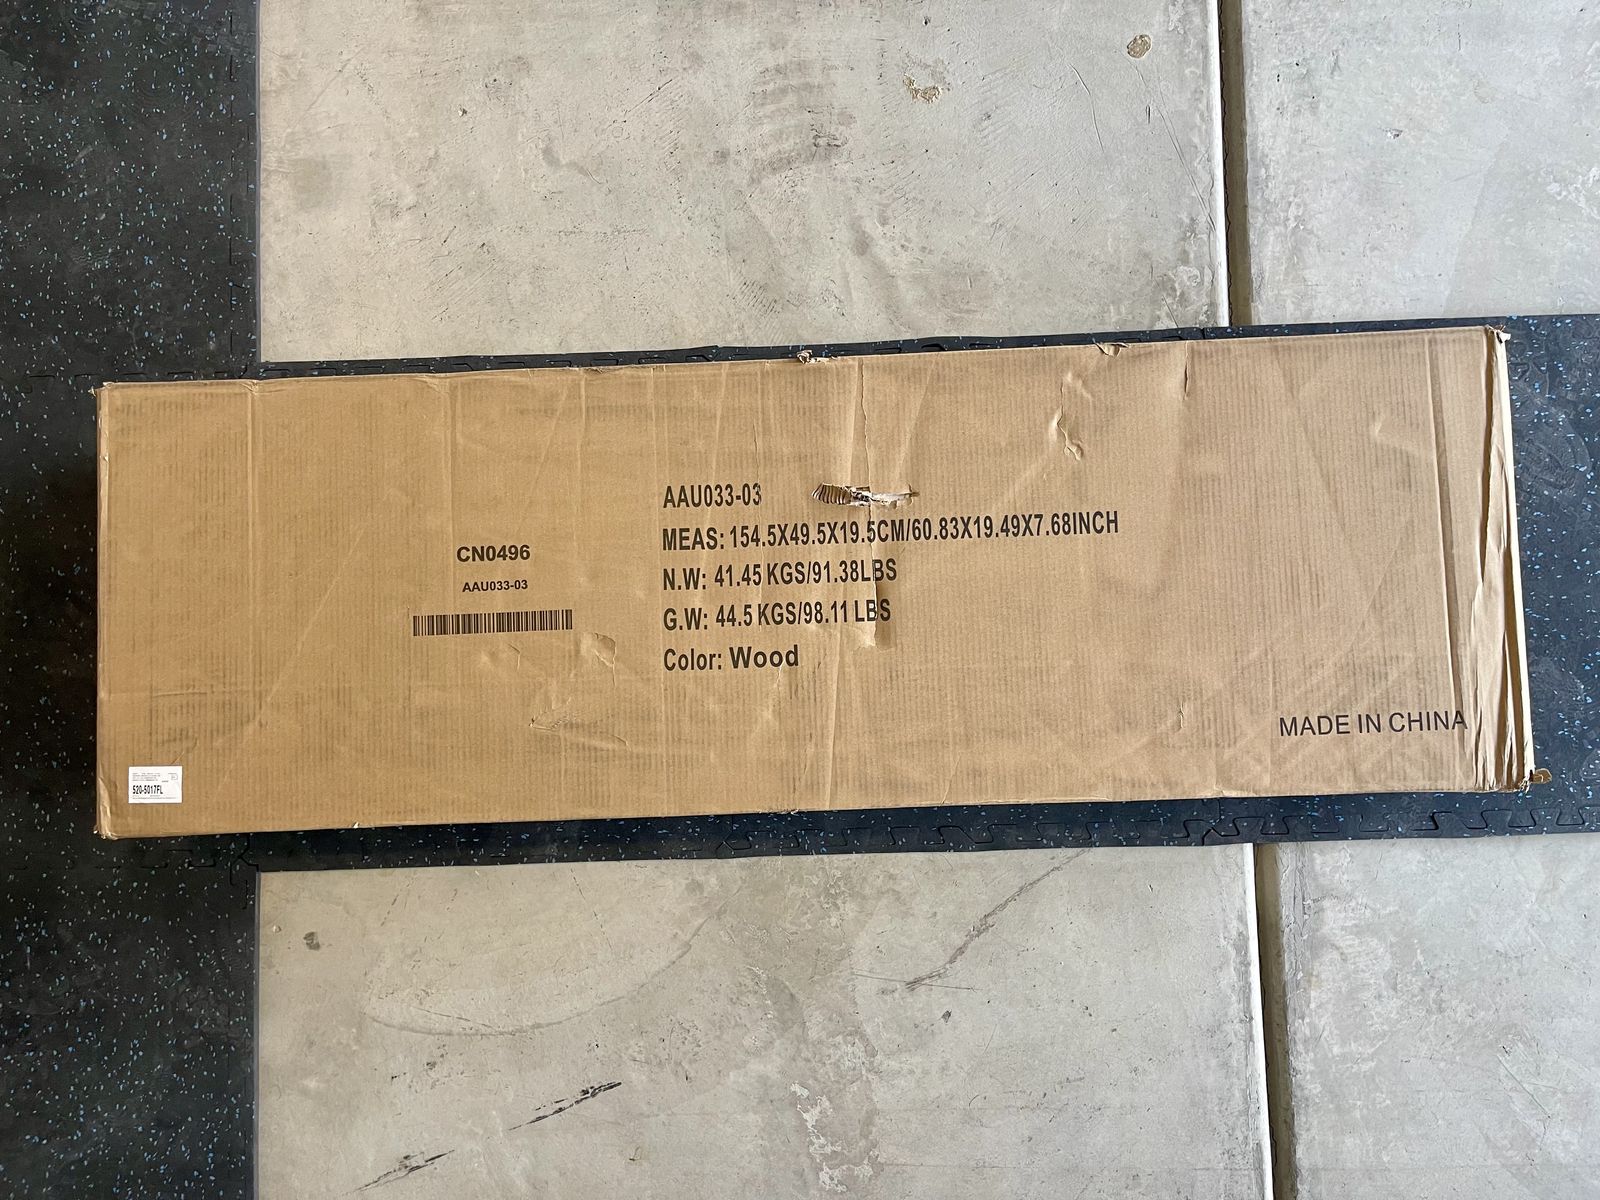 AAU033-03
MEAS: 154.5X49.5X19.5CM/60.83X19.49X7.68INCH
N.W: 41.45 KGS/91.38LBS
G.W: 44.5 KGS/98.11 LBS
Color: Wood
CN0496
AAU033-03
MADE IN CHINA
520-5017FL